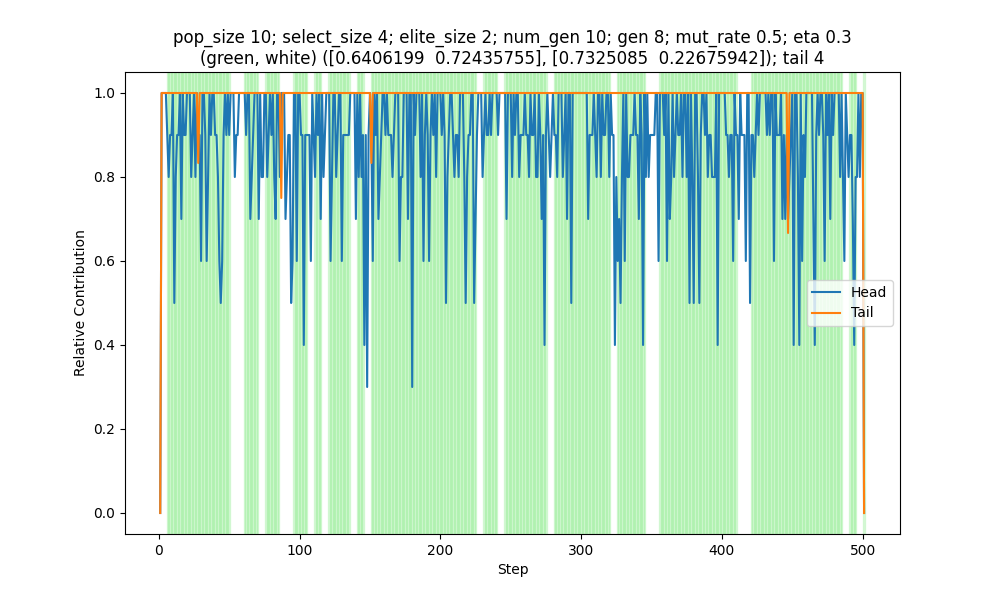 pop_size 10; select_size 4; elite_size 2; num_gen 10; gen 8; mut_rate 0.5; eta 0.3
(green, white) ([0.6406199  0.72435755], [0.7325085  0.22675942]); tail 4
1.0
0.8
0.6
0.4
0.2
0.0
Relative Contribution
Head
Tail
0
100
200
300
400
500
Step